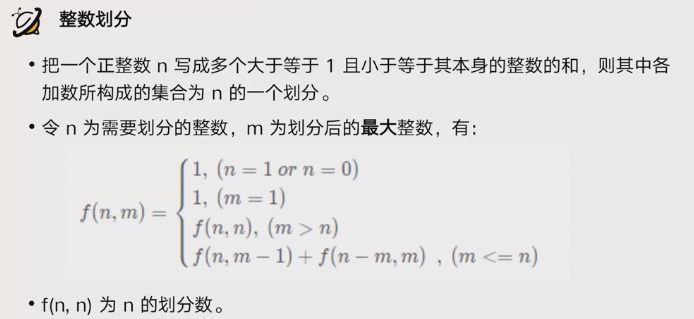 整数划分
• 把一个正整数 n 写成多个大于等于 1 且小于等于其本身的整数的和，则其中各
加数所构成的集合为 n 的一个划分。
• 令 n 为需要划分的整数，m 为划分后的最大整数，有：
1, (n = 1 or n = 0)
1, (m = 1)
f(n, m) =
f(n, n), (m > n)
f(n, m − 1) + f(n − m, m) , (m <= n)
• f(n, n) 为 n 的划分数。